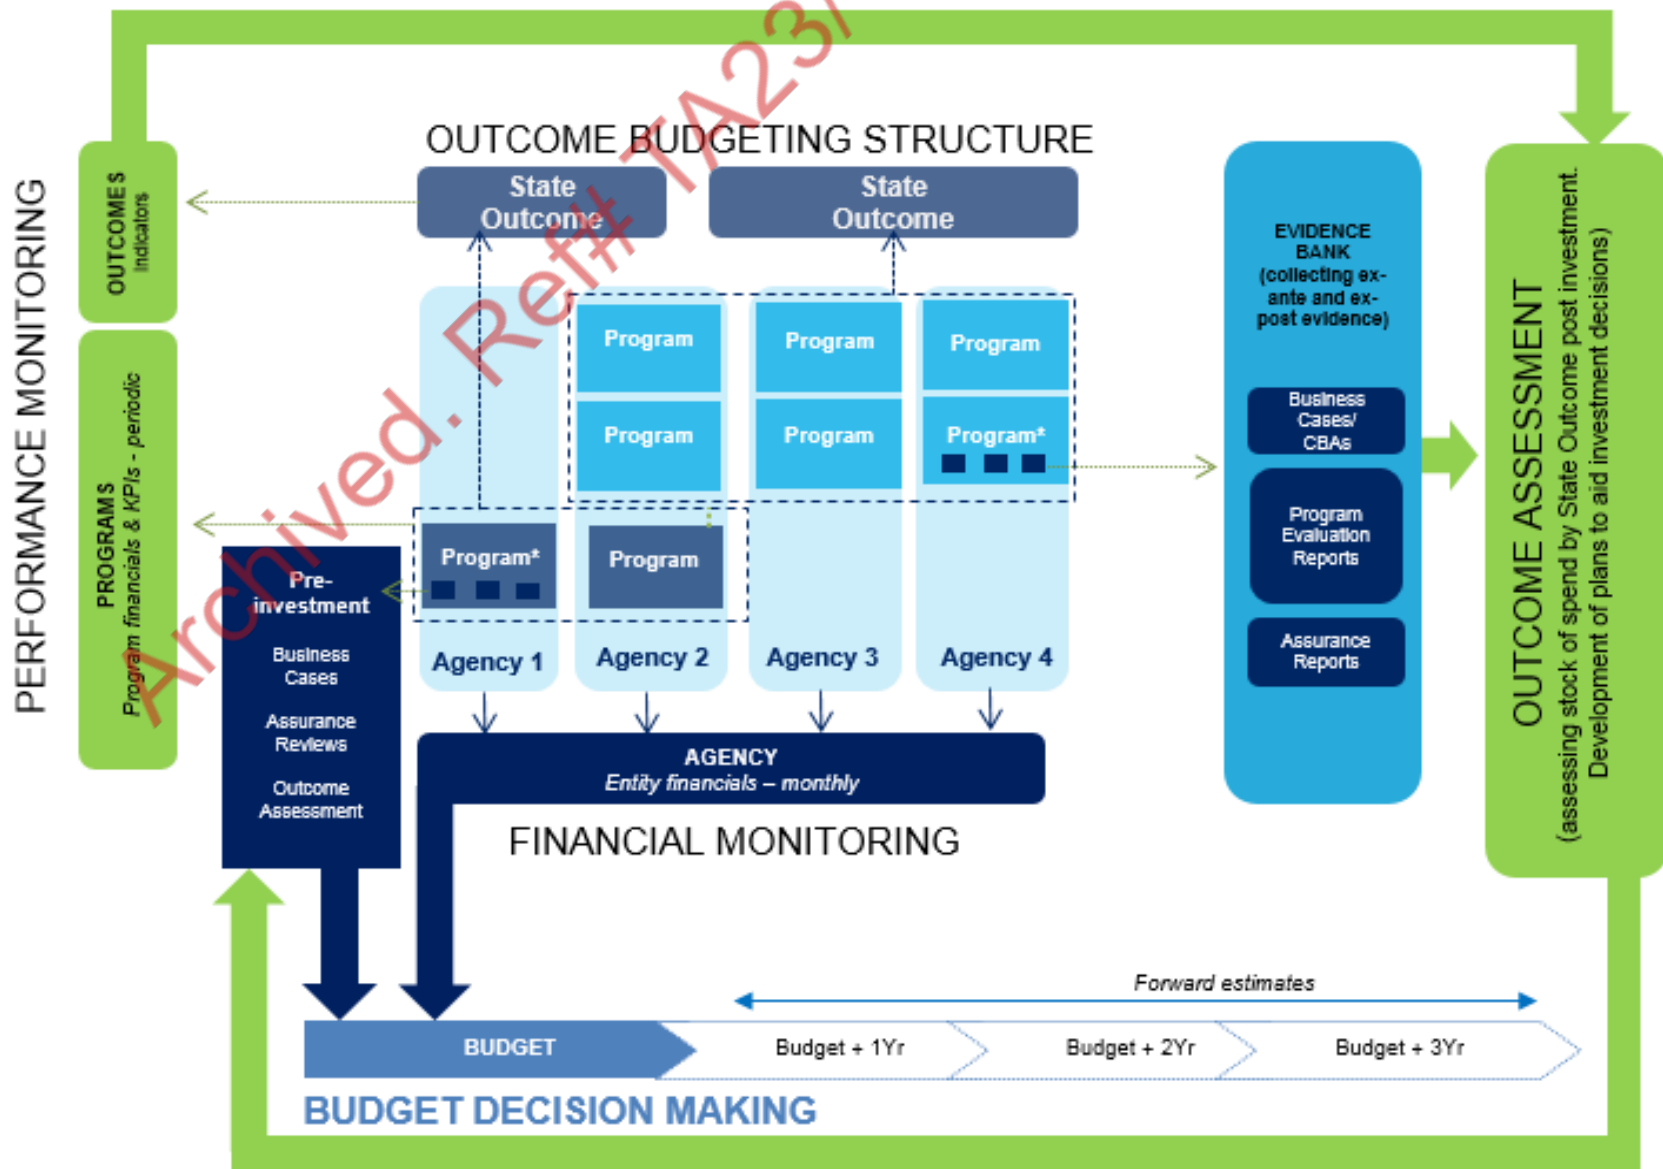 Archived. Ref# TA23/
OUTCOME BUDGETING STRUCTURE
PERFORMANCE MONITORING
OUTCOMES
Indicators
PROGRAMS
Program financials & KPIs - periodic
State
Outcome
State
Outcome
Program
Program
Program
Program
Program
Program*
Program*
Program
Agency 1
Agency 2
Agency 3
Agency 4
Pre-
investment
Business
Cases
Assurance
Reviews
Outcome
Assessment
AGENCY
Entity financials – monthly
FINANCIAL MONITORING
EVIDENCE
BANK
(collecting ex-
ante and ex-
post evidence)
Business
Cases/
CBAs
Program
Evaluation
Reports
Assurance
Reports
OUTCOME ASSESSMENT
(assessing stock of spend by State Outcome post investment.
Development of plans to aid investment decisions)
Forward estimates
BUDGET
Budget + 1Yr
Budget + 2Yr
Budget + 3Yr
BUDGET DECISION MAKING